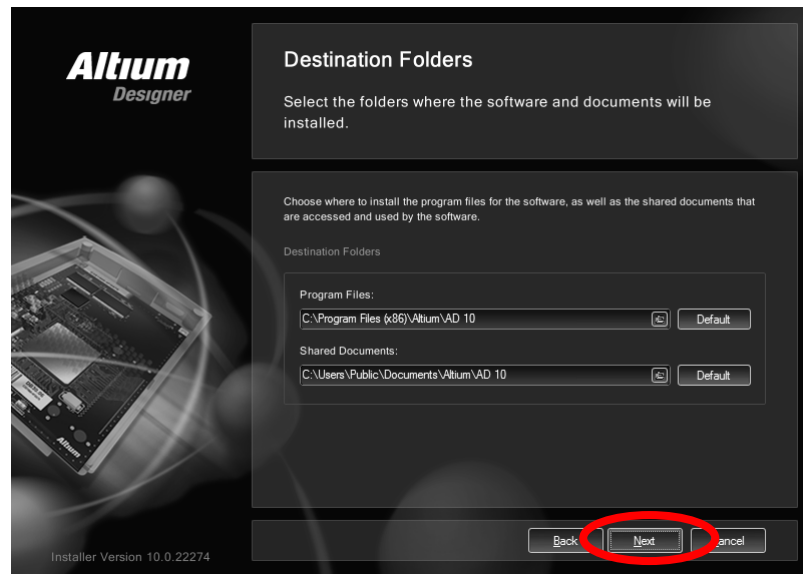 Altium
Designer
Destination Folders
Select the folders where the software and documents will be
installed.
Choose where to install the program files for the software, as well as the shared documents that
are accessed and used by the software.
Destination Folders
Program Files:
C:\Program Files (x86)\Altium\AD 10
Default
Shared Documents:
C:\Users\Public\Documents\Altium\AD 10
Default
Altium
Back
Next
ancel
Installer Version 10.0.22274